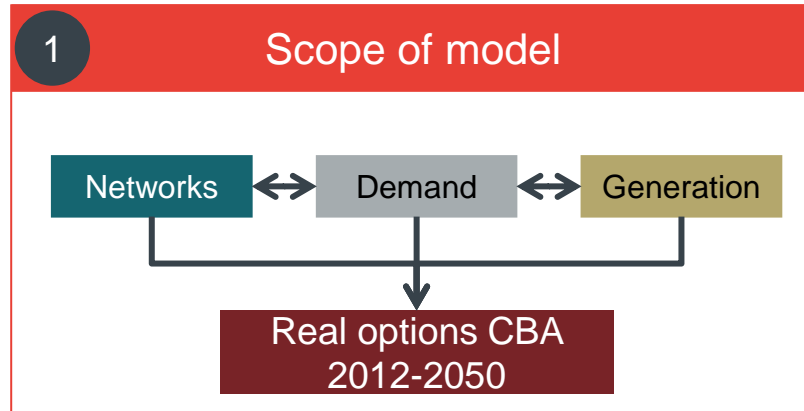 1
Scope of model
Networks
Demand
Generation
Real options CBA
2012-2050